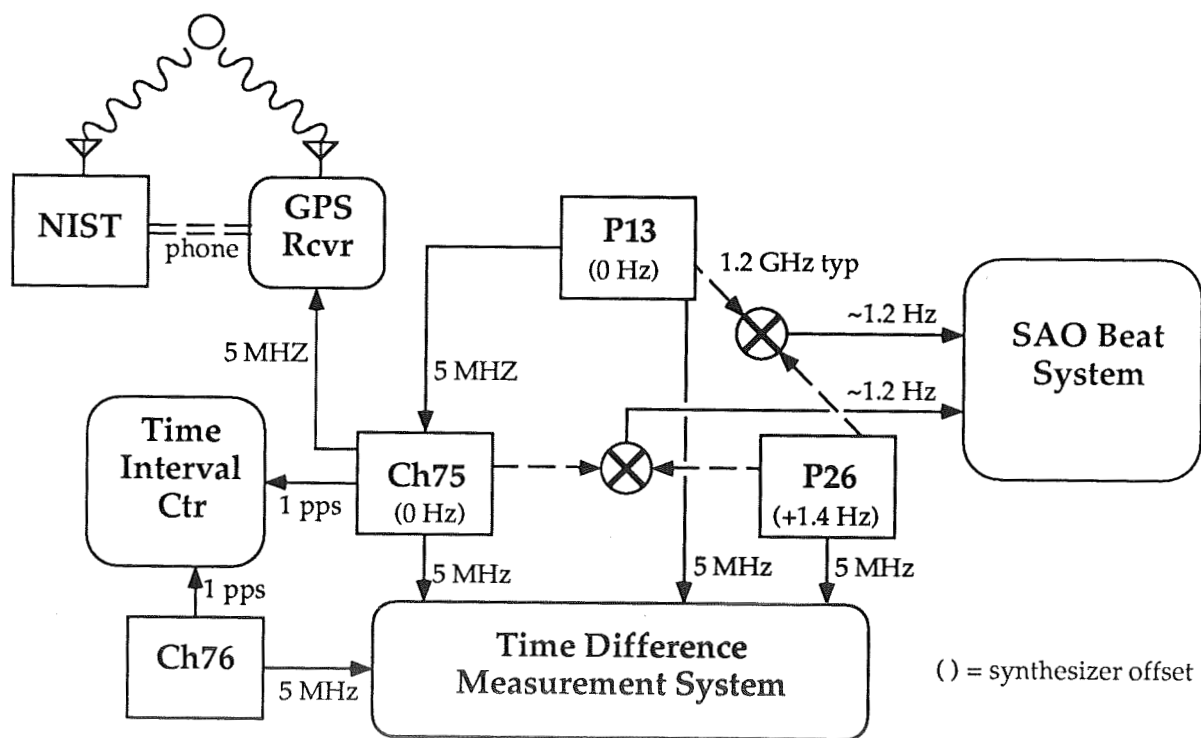 NIST
phone
GPS
Rcvr
P13
(0 Hz)
1.2 GHz typ
~1.2 Hz
SAO Beat
System
5 MHZ
5 MHZ
~1.2 Hz
Time
Interval
Ctr
1 pps
Ch75
(0 Hz)
P26
(+1.4 Hz)
5 MHz
5 MHz
5 MHz
1 pps
Ch76
5 MHz
Time Difference
Measurement System
( ) = synthesizer offset